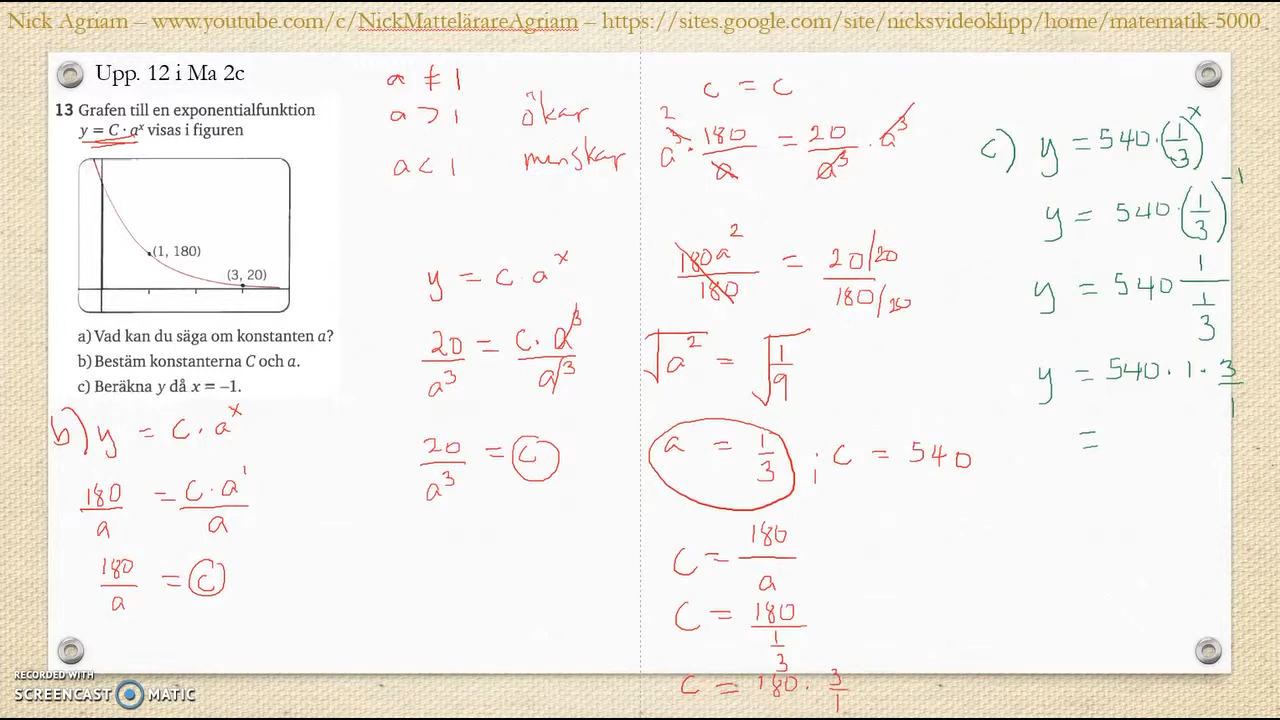 Nick Agriam – www.youtube.com/c/NickMattelärareAgriam – https://sites.google.com/site/nicksvideoklipp/home/matematik-5000
Upp. 12 i Ma 2c
13 Grafen till en exponentialfunktion
y = C · a^x visas i figuren
(1, 180)
(3, 20)
a) Vad kan du säga om konstanten a?
b) Bestäm konstanterna C och a.
c) Beräkna y då x = –1.
b) y = C · a^x
180/a = C · a^1/a
180/a = C
a ≠ 1
a > 1 ökar
a < 1 minskar
y = C · a^x
20/a^3 = C · a^3/a^3
20/a^3 = C
C = C
2
a^3 · 180/a = 20/a^3 · a^3
180a^2/180 = 20/20/180/20
√a^2 = √1/9
a = 1/3 ; C = 540
C = 180/a
C = 180/1/3
C = 180 · 3/1
c) y = 540 · (1/3)^x
y = 540 · (1/3)^-1
y = 540 1/1/3
y = 540 · 1 · 3/1
=
RECORDED WITH
SCREENCAST MATIC